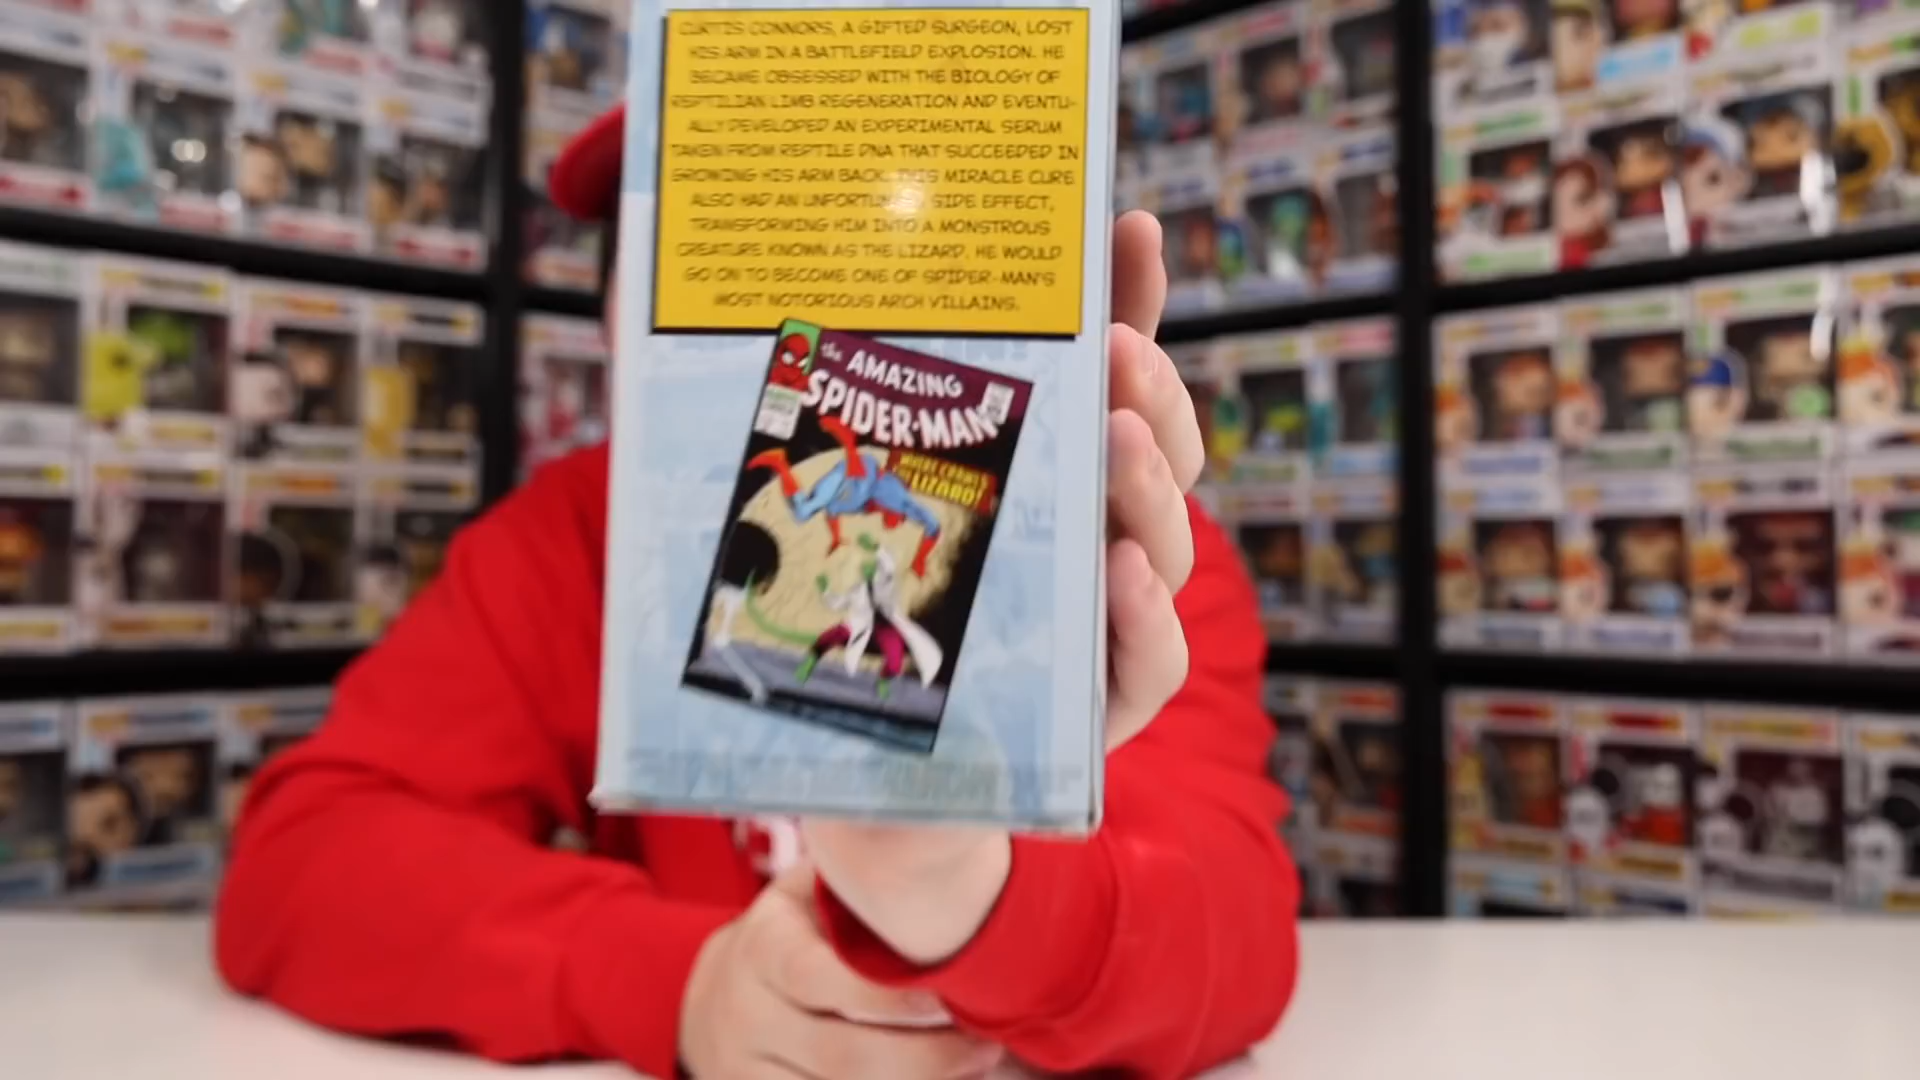 CURTIS CONNORS, A GIFTED SURGEON, LOST
HIS ARM IN A BATTLEFIELD EXPLOSION. HE
BECAME OBSESSED WITH THE BIOLOGY OF
REPTILIAN LIMB REGENERATION AND EVENTU-
ALLY DEVELOPED AN EXPERIMENTAL SERUM
TAKEN FROM REPTILE DNA THAT SUCCEEDED IN
GROWING HIS ARM BACK. THIS MIRACLE CURE
ALSO HAD AN UNFORTUN SIDE EFFECT,
TRANSFORMING HIM INTO A MONSTROUS
CREATURE KNOWN AS THE LIZARD. HE WOULD
GO ON TO BECOME ONE OF SPIDER-MAN'S
MOST NOTORIOUS ARCH VILLAINS.
the AMAZING
SPIDER-MAN
LIZARD!